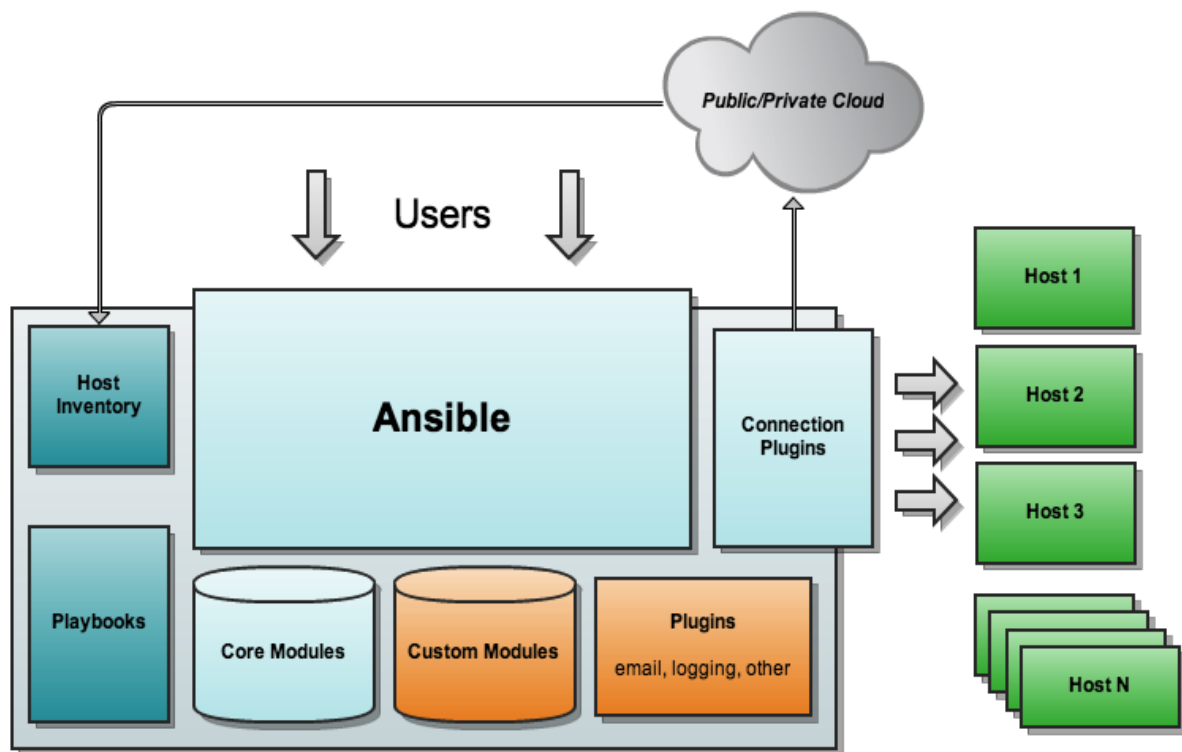 Public/Private Cloud
Users
Host 1
Host
Inventory
Ansible
Connection
Plugins
Host 2
Host 3
Playbooks
Core Modules
Custom Modules
Plugins
email, logging, other
Host N